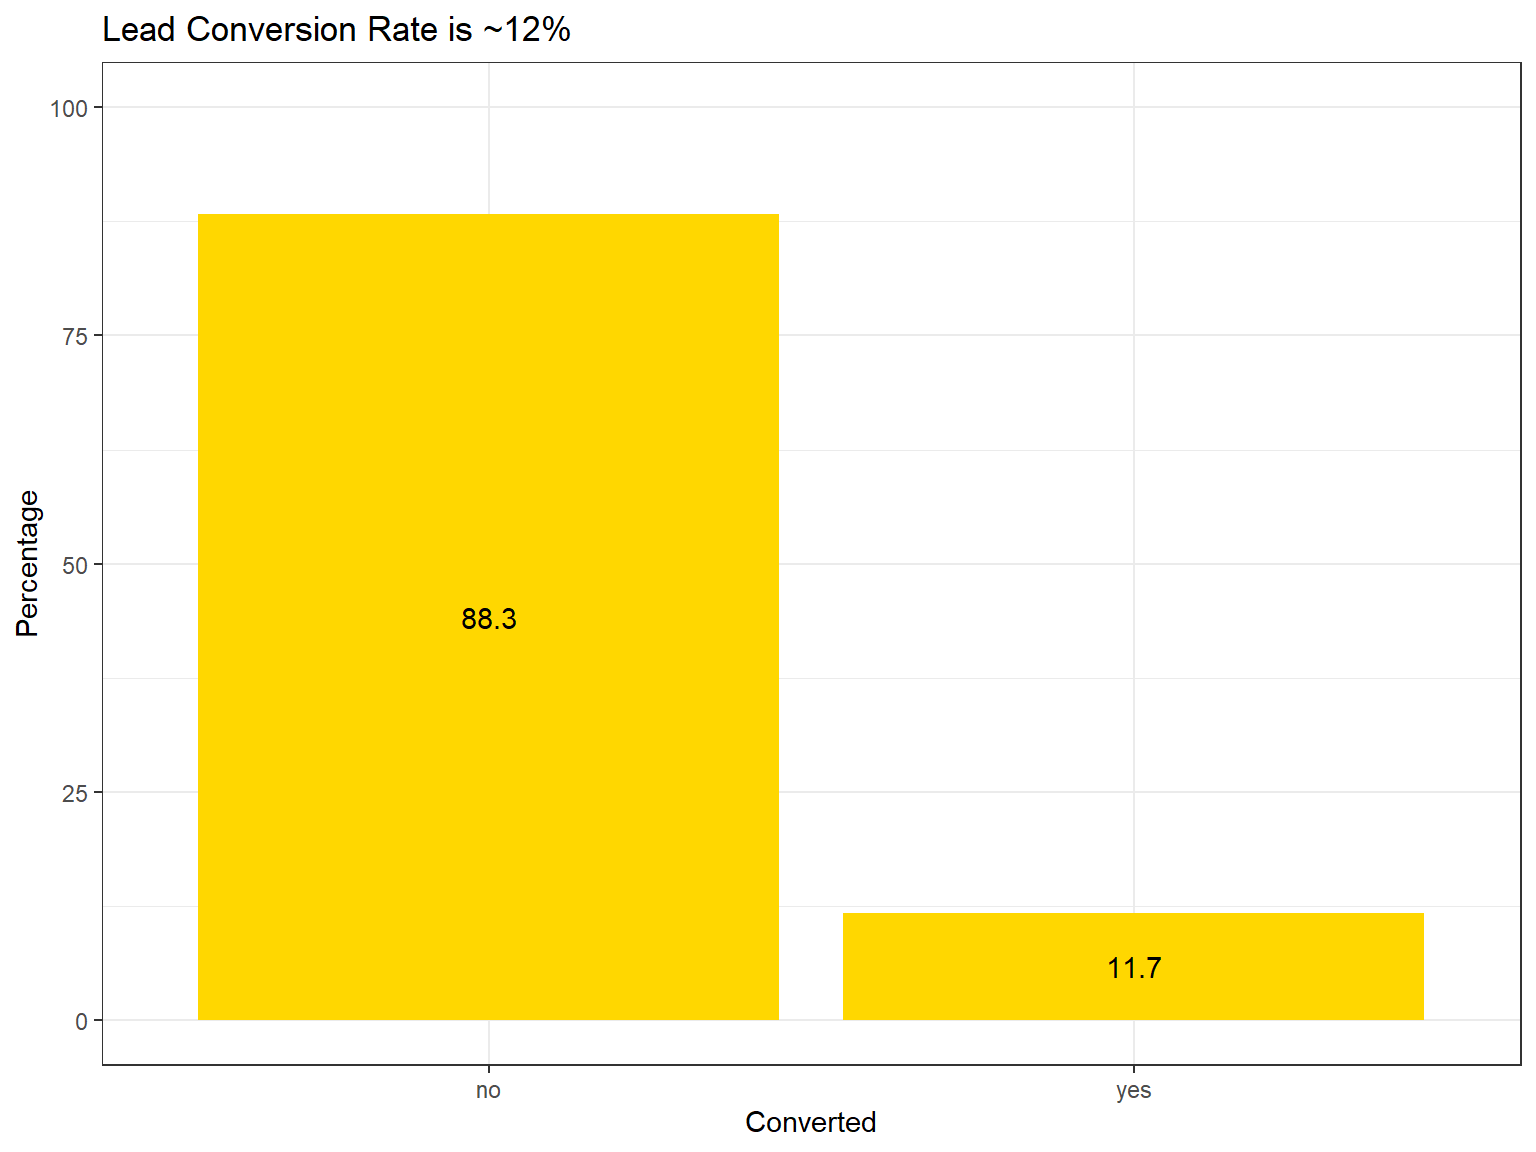 Lead Conversion Rate is ~12%
100
75
50
25
0
Percentage
88.3
11.7
no
yes
Converted